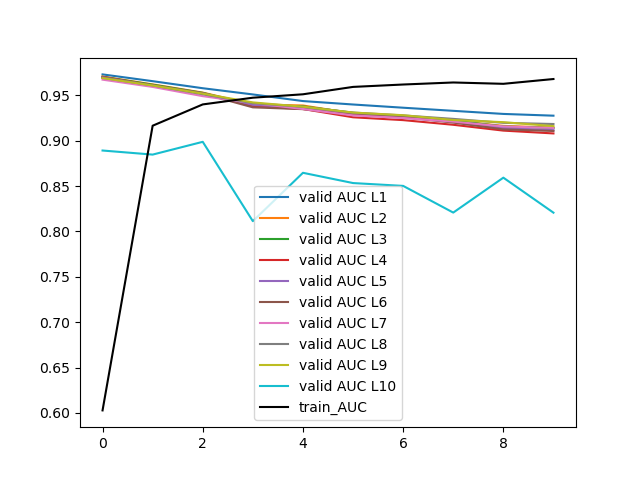 0.95
0.90
0.85
0.80
0.75
0.70
0.65
0.60
valid AUC L1
valid AUC L2
valid AUC L3
valid AUC L4
valid AUC L5
valid AUC L6
valid AUC L7
valid AUC L8
valid AUC L9
valid AUC L10
train_AUC
0 2 4 6 8